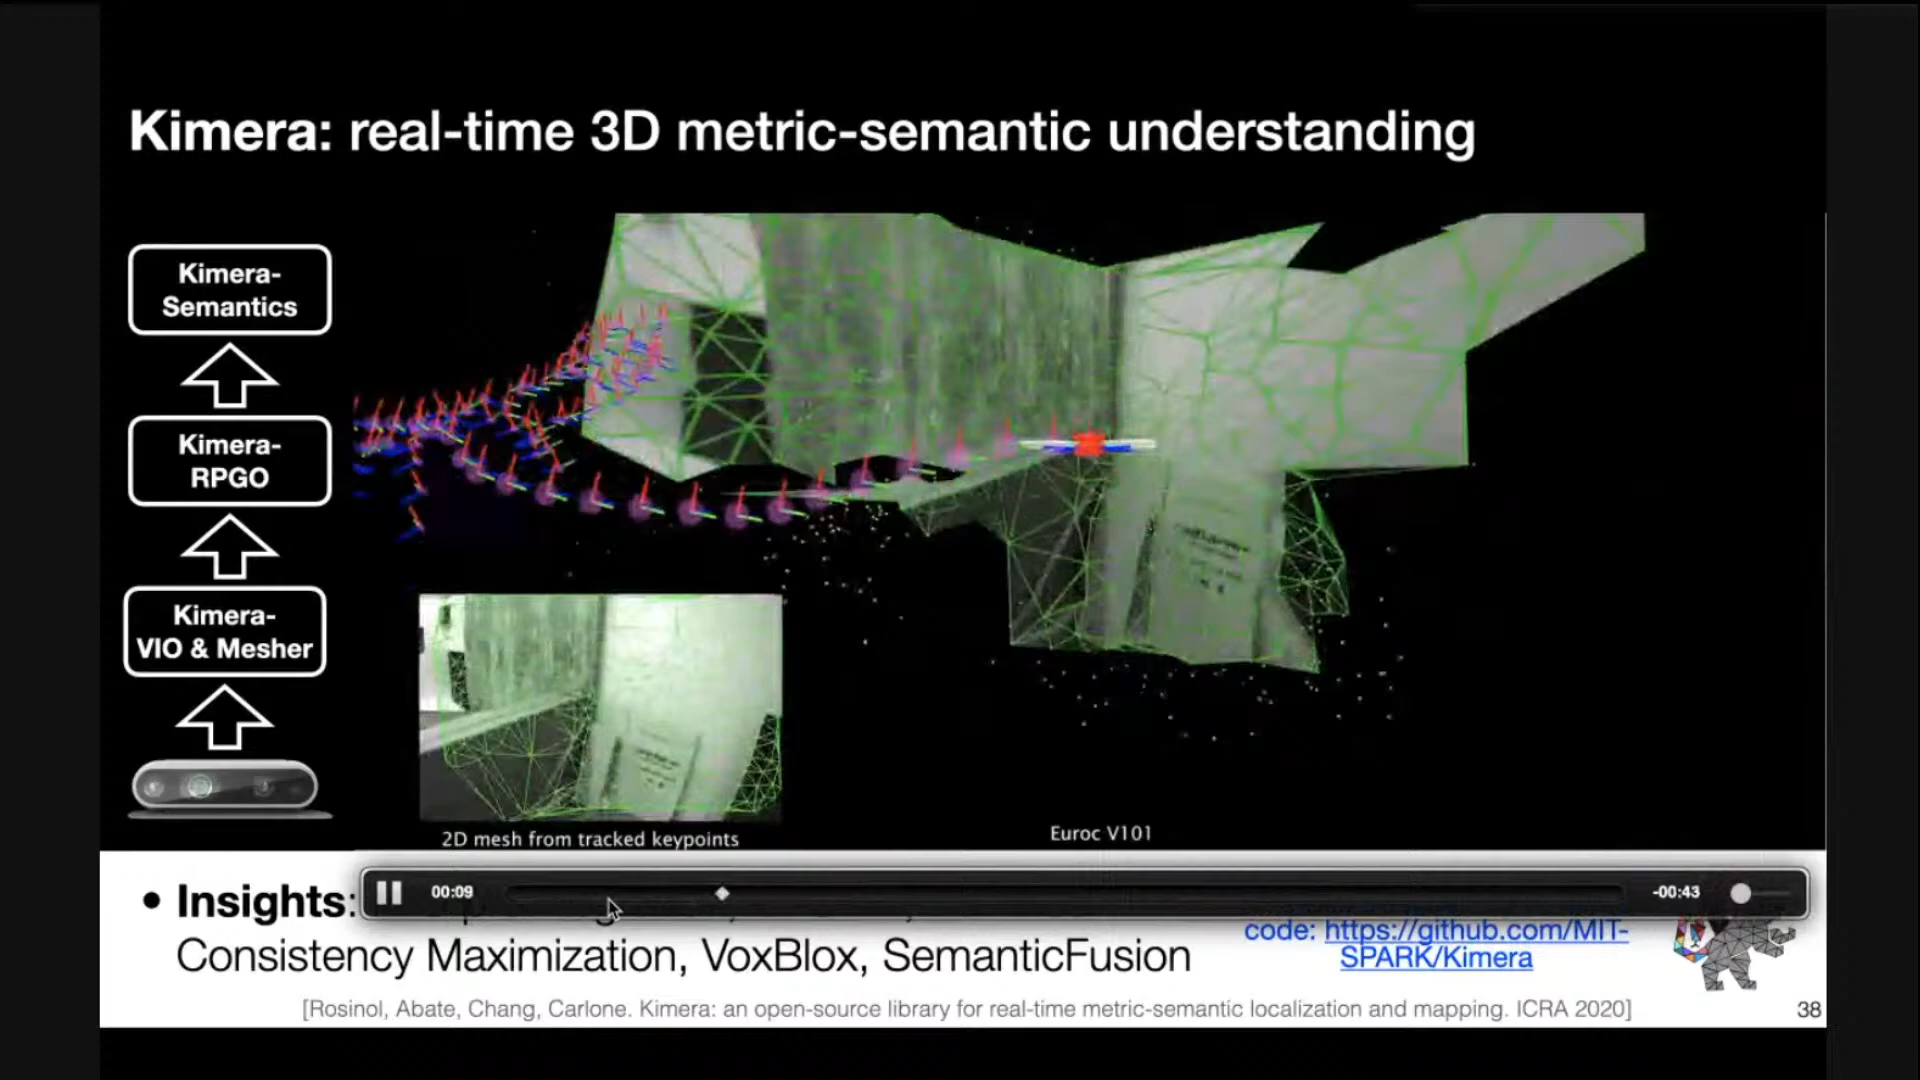 Kimera: real-time 3D metric-semantic understanding
Kimera-
Semantics
Kimera-
RPGO
Kimera-
VIO & Mesher
2D mesh from tracked keypoints
Euroc V101
00:09
-00:43
• Insights:
Consistency Maximization, VoxBlox, SemanticFusion
code: https://github.com/MIT-
SPARK/Kimera
[Rosinol, Abate, Chang, Carlone. Kimera: an open-source library for real-time metric-semantic localization and mapping. ICRA 2020]
38